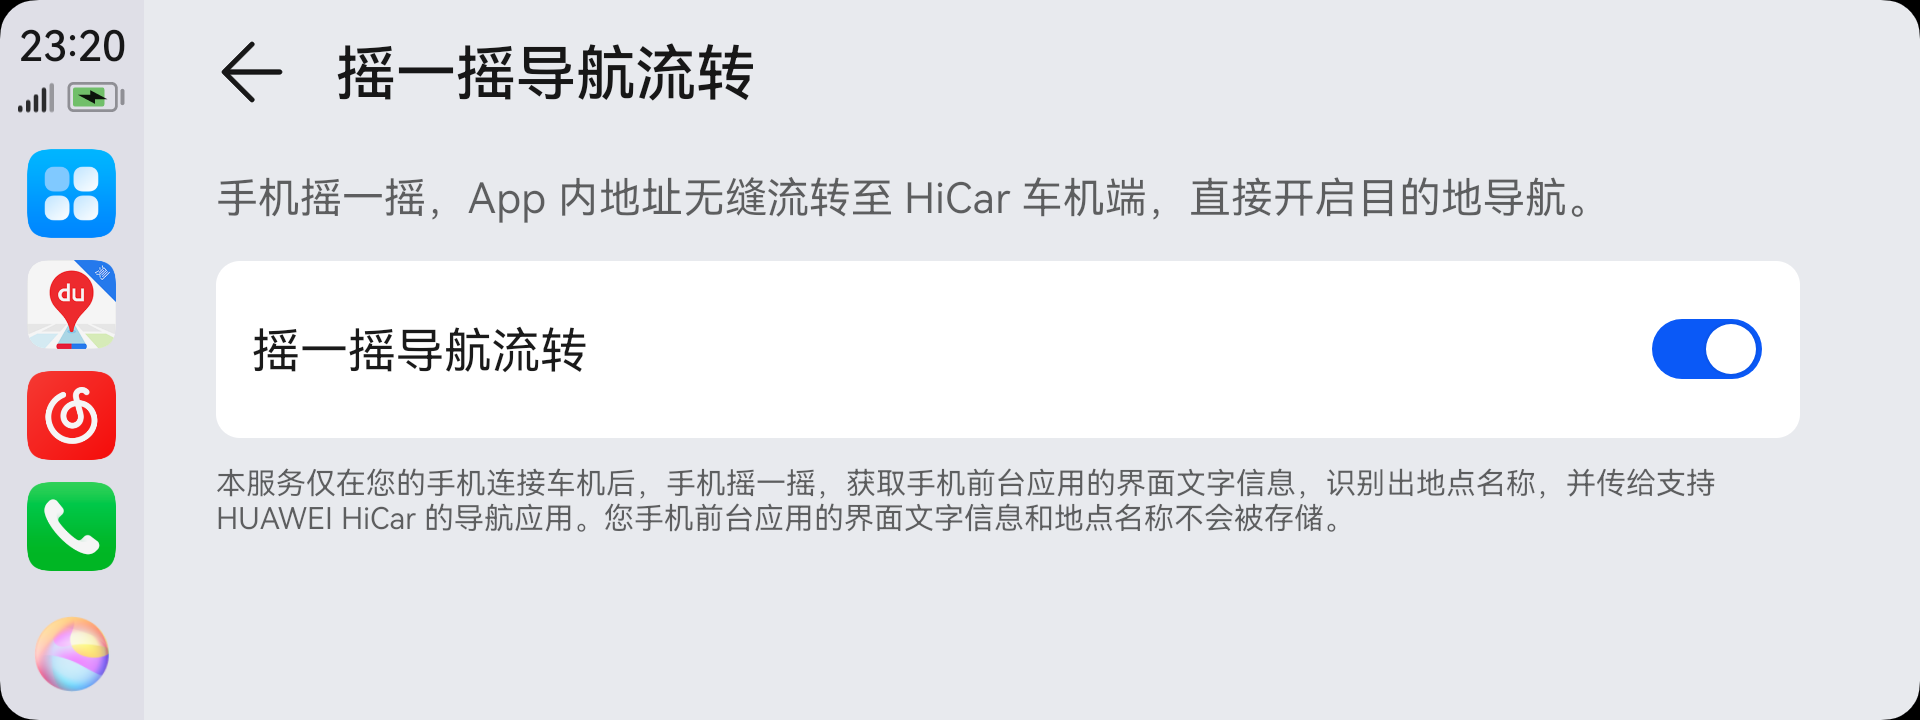 23:20
摇一摇导航流转
手机摇一摇，App 内地址无缝流转至 HiCar 车机端，直接开启目的地导航。
测
du
摇一摇导航流转
本服务仅在您的手机连接车机后，手机摇一摇，获取手机前台应用的界面文字信息，识别出地点名称，并传给支持
HUAWEI HiCar 的导航应用。您手机前台应用的界面文字信息和地点名称不会被存储。